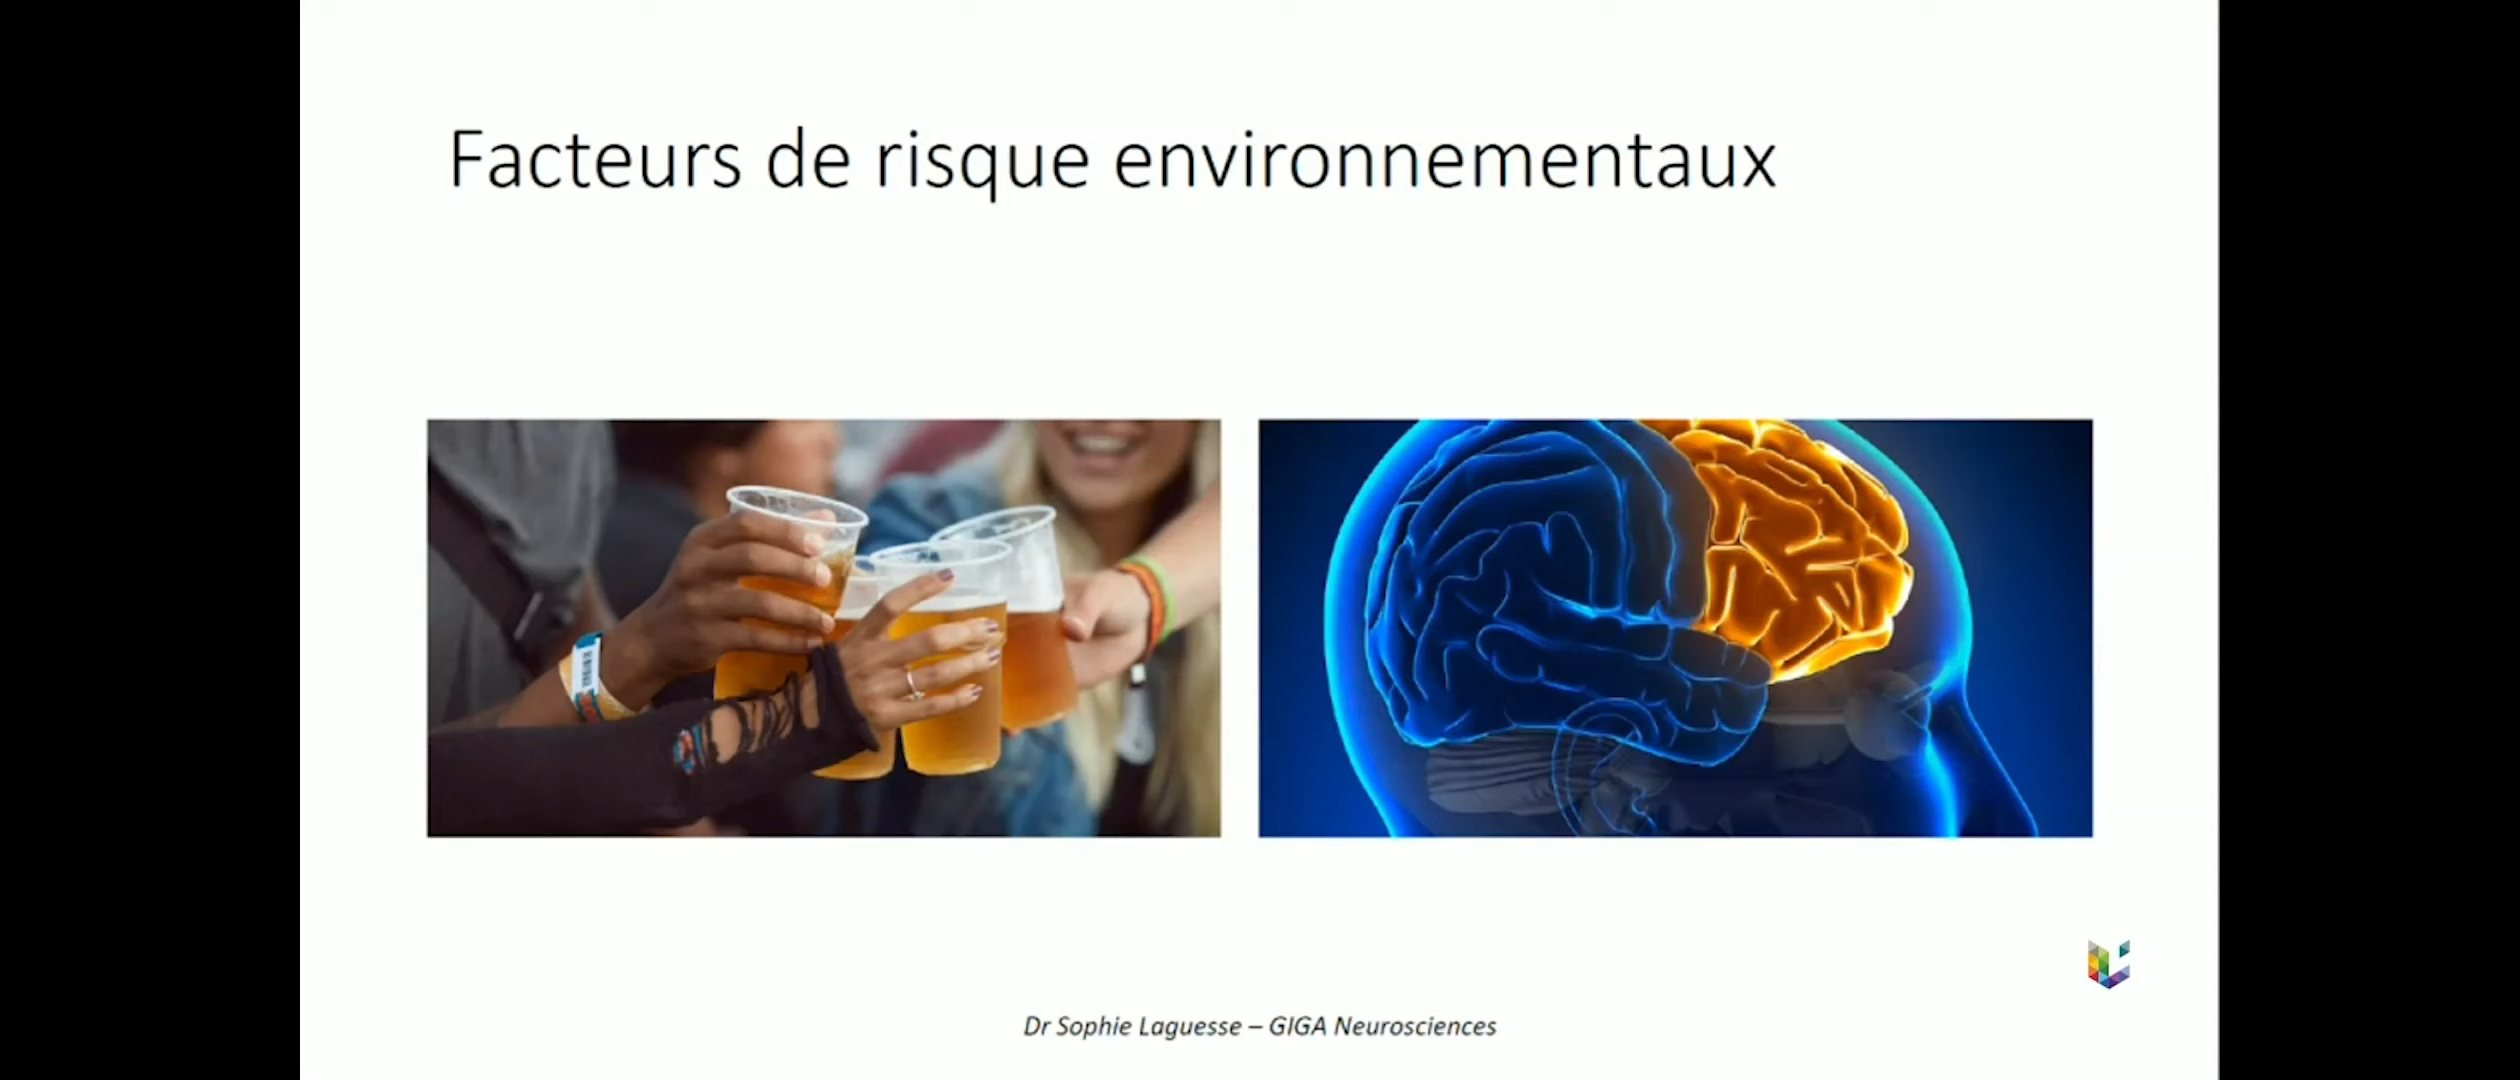 Facteurs de risque environnementaux
Dr Sophie Laguesse – GIGA Neurosciences